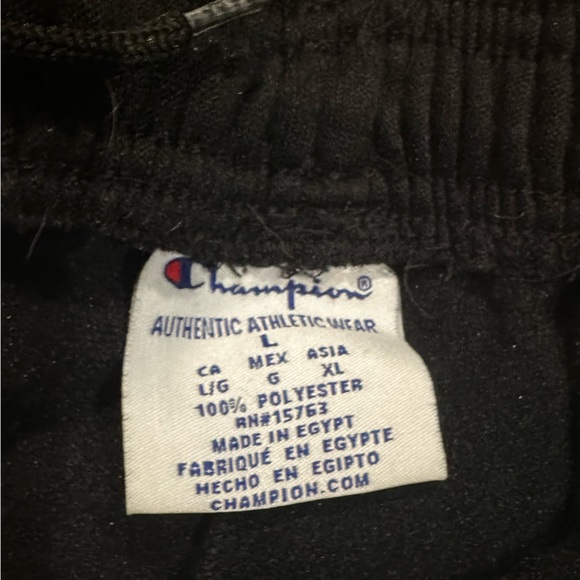 Champion®
AUTHENTIC ATHLETIC WEAR
L
CA MEX ASIA
L/G G XL
100% POLYESTER
RN#15763
MADE IN EGYPT
FABRIQUÉ EN EGYPTE
HECHO EN EGIPTO
CHAMPION.COM